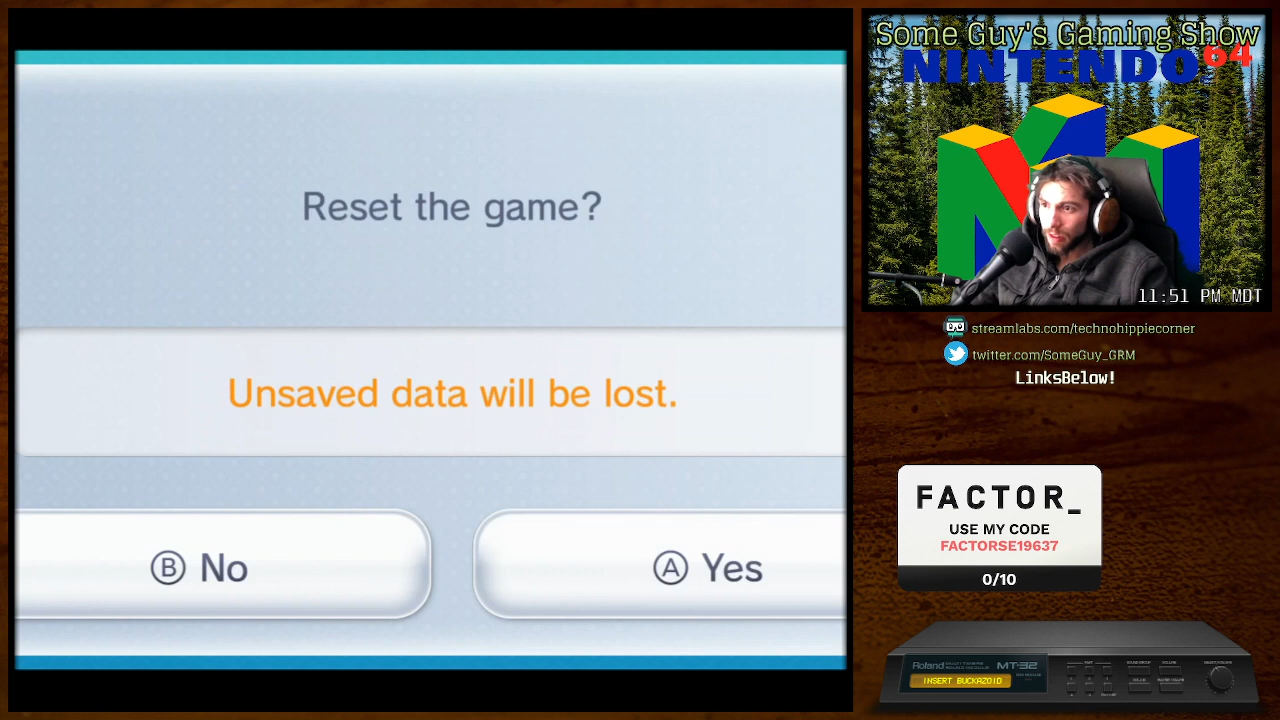 Reset the game?
Unsaved data will be lost.
Ⓑ No
Ⓐ Yes
Some Guy's Gaming Show
NINTENDO 64
11:51 PM MDT
streamlabs.com/technohippiecorner
twitter.com/SomeGuy_GRM
LinksBelow!
FACTOR_
USE MY CODE
FACTORSE19637
0/10
Roland MT-32
INSERT BUCKAZOID